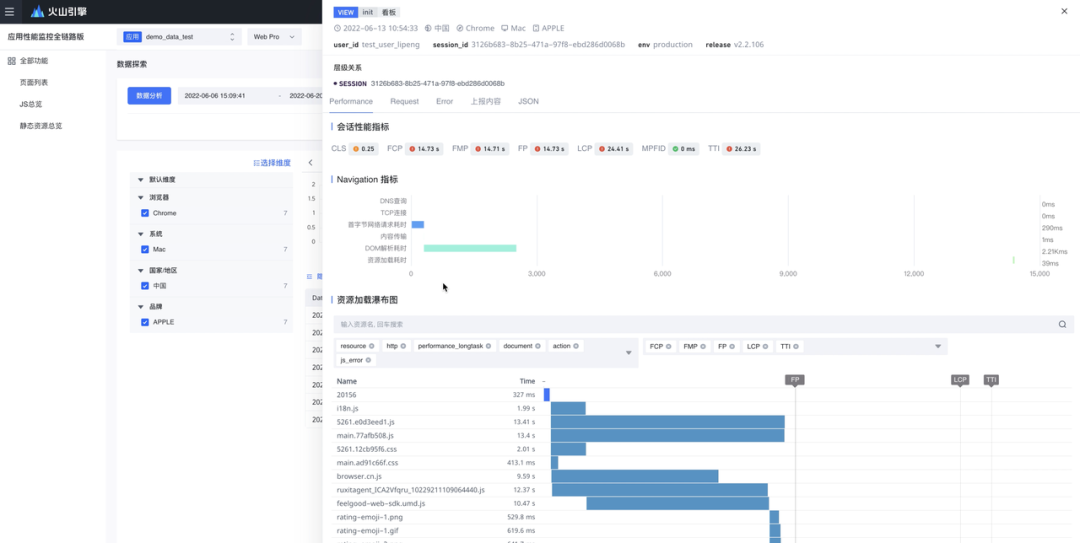 火山引擎
应用性能监控全链路版
应用 demo_data_test
Web Pro
全部功能
页面列表
JS总览
静态资源总览
数据探索
数据分析
2022-06-06 15:09:41 - 2022-06-20
选择维度
默认维度
浏览器
Chrome 7
系统
Mac 7
国家/地区
中国 7
品牌
APPLE 7
2
1.5
1
0.5
0
VIEW init 看板
2022-06-13 10:54:33 中国 Chrome Mac APPLE
user_id test_user_lipeng session_id 3126b683-8b25-471a-97f8-ebd286d0068b env production release v2.2.106
层级关系
SESSION 3126b683-8b25-471a-97f8-ebd286d0068b
Performance Request Error 上报内容 JSON
会话性能指标
CLS 0.25 FCP 14.73 s FMP 14.71 s FP 14.73 s LCP 24.41 s MPFID 0 ms TTI 26.23 s
Navigation 指标
DNS查询 0ms
TCP连接 0ms
首字节网络请求耗时 290ms
内容传输 1ms
DOM解析耗时 2.21Kms
资源加载耗时 39ms
0 3,000 6,000 9,000 12,000 15,000
资源加载瀑布图
输入资源名, 回车搜索
resource http performance_longtask document action
js_error
FCP FMP FP LCP TTI
Name Time FP LCP TTI
20156 327 ms
i18n.js 1.99 s
5261.e0d3eed1.js 13.41 s
main.77afb508.js 13.4 s
5261.12cb95f6.css 2.01 s
main.ad91c66f.css 413.1 ms
browser.cn.js 9.59 s
ruxitagent_ICA2Vfqru_10229211109064440.js 12.37 s
feelgood-web-sdk.umd.js 10.47 s
rating-emoji-1.png 529.8 ms
rating-emoji-1.gif 619.6 ms